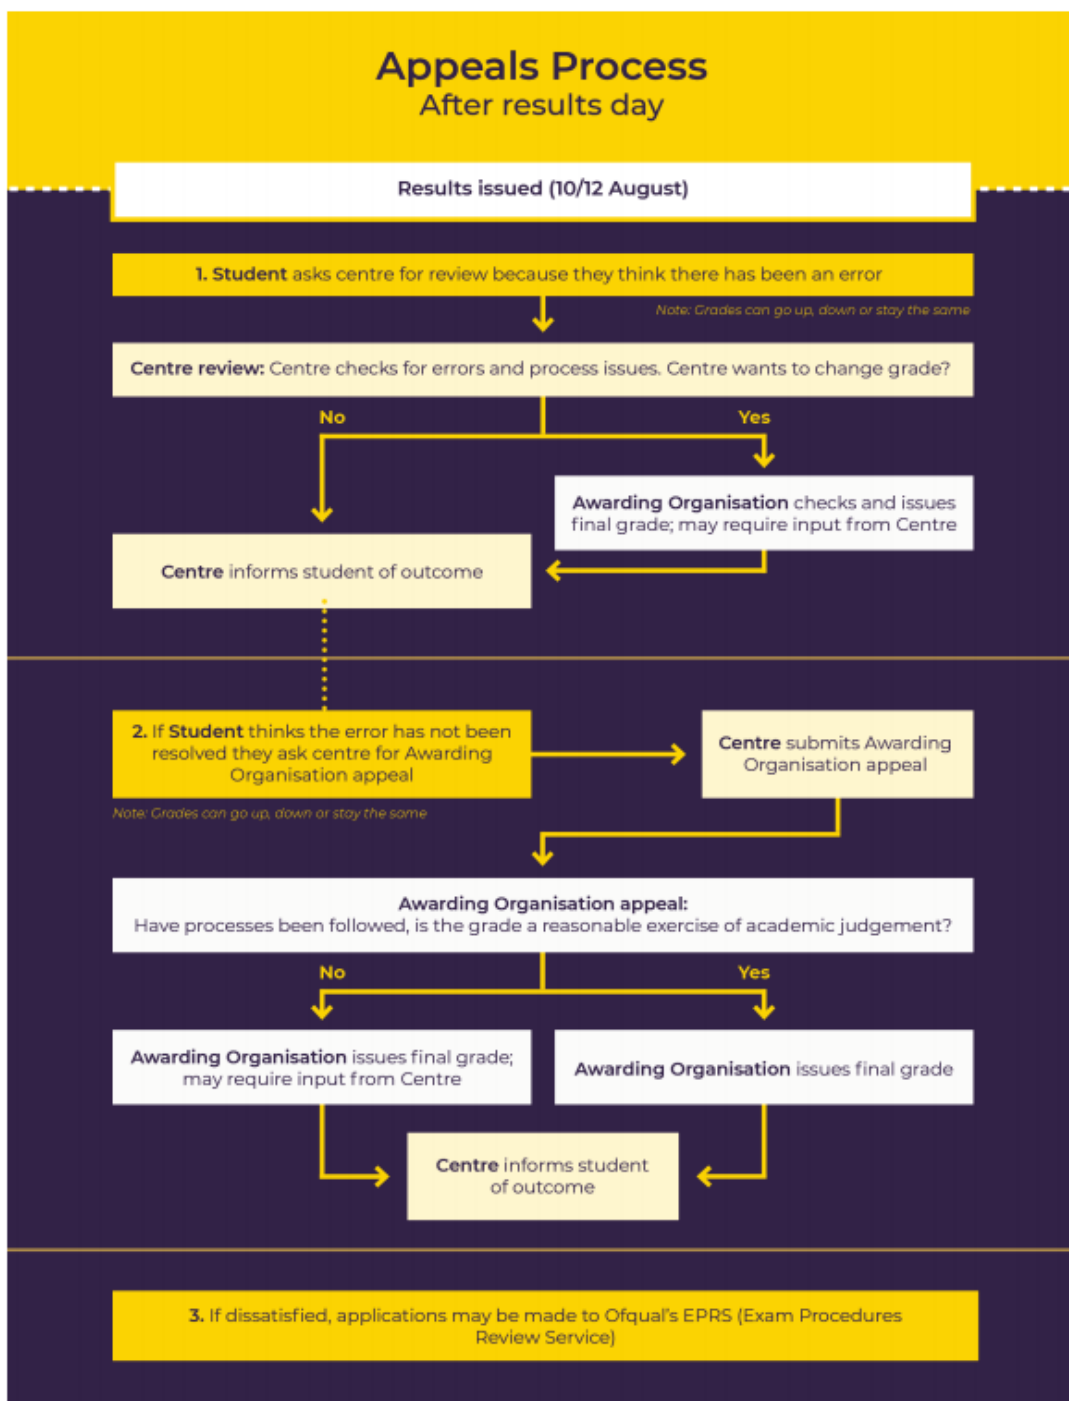 Appeals Process
After results day
Results issued (10/12 August)
1. Student asks centre for review because they think there has been an error
Note: Grades can go up, down or stay the same
Centre review: Centre checks for errors and process issues. Centre wants to change grade?
No
Yes
Awarding Organisation checks and issues
final grade; may require input from Centre
Centre informs student of outcome
2. If Student thinks the error has not been
resolved they ask centre for Awarding
Organisation appeal
Note: Grades can go up, down or stay the same
Centre submits Awarding
Organisation appeal
Awarding Organisation appeal:
Have processes been followed, is the grade a reasonable exercise of academic judgement?
No
Yes
Awarding Organisation issues final grade;
may require input from Centre
Awarding Organisation issues final grade
Centre informs student
of outcome
3. If dissatisfied, applications may be made to Ofqual's EPRS (Exam Procedures
Review Service)